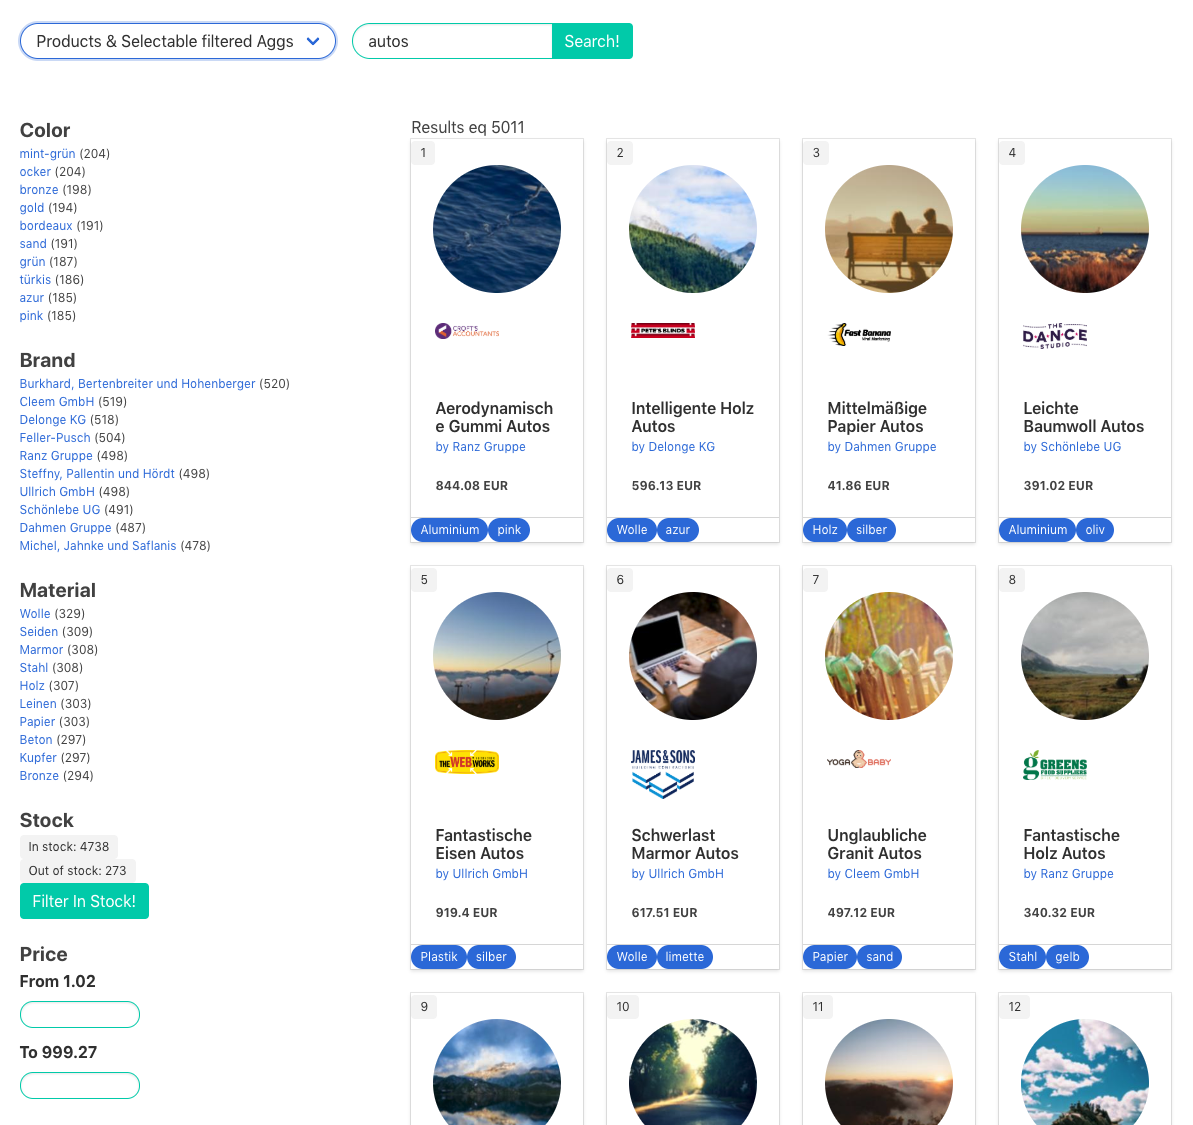 Products & Selectable filtered Aggs
autos
Search!
Color
mint-grün (204)
ocker (204)
bronze (198)
gold (194)
bordeaux (191)
sand (191)
grün (187)
türkis (186)
azur (185)
pink (185)
Brand
Burkhard, Bertenbreiter und Hohenberger (520)
Cleem GmbH (519)
Delonge KG (518)
Feller-Pusch (504)
Ranz Gruppe (498)
Steffny, Pallentin und Hördt (498)
Ullrich GmbH (498)
Schönlebe UG (491)
Dahmen Gruppe (487)
Michel, Jahnke und Saflanis (478)
Material
Wolle (329)
Seiden (309)
Marmor (308)
Stahl (308)
Holz (307)
Leinen (303)
Papier (303)
Beton (297)
Kupfer (297)
Bronze (294)
Stock
In stock: 4738
Out of stock: 273
Filter In Stock!
Price
From 1.02
To 999.27
Results eq 5011
1
CROFT'S
ACCOUNTANTS
Aerodynamisch
e Gummi Autos
by Ranz Gruppe
844.08 EUR
Aluminium pink
2
PETE'S BLINDS
Intelligente Holz
Autos
by Delonge KG
596.13 EUR
Wolle azur
3
Fast Banana
Viral Marketing
Mittelmäßige
Papier Autos
by Dahmen Gruppe
41.86 EUR
Holz silber
4
THE
DANCE
STUDIO
Leichte
Baumwoll Autos
by Schönlebe UG
391.02 EUR
Aluminium oliv
5
THE WEB WORKS
Fantastische
Eisen Autos
by Ullrich GmbH
919.4 EUR
Plastik silber
6
JAMES & SONS
Schwerlast
Marmor Autos
by Ullrich GmbH
617.51 EUR
Wolle limette
7
YOGA BABY
Unglaubliche
Granit Autos
by Cleem GmbH
497.12 EUR
Papier sand
8
GREENS
FOOD SUPPLIERS
Fantastische
Holz Autos
by Ranz Gruppe
340.32 EUR
Stahl gelb
9
10
11
12